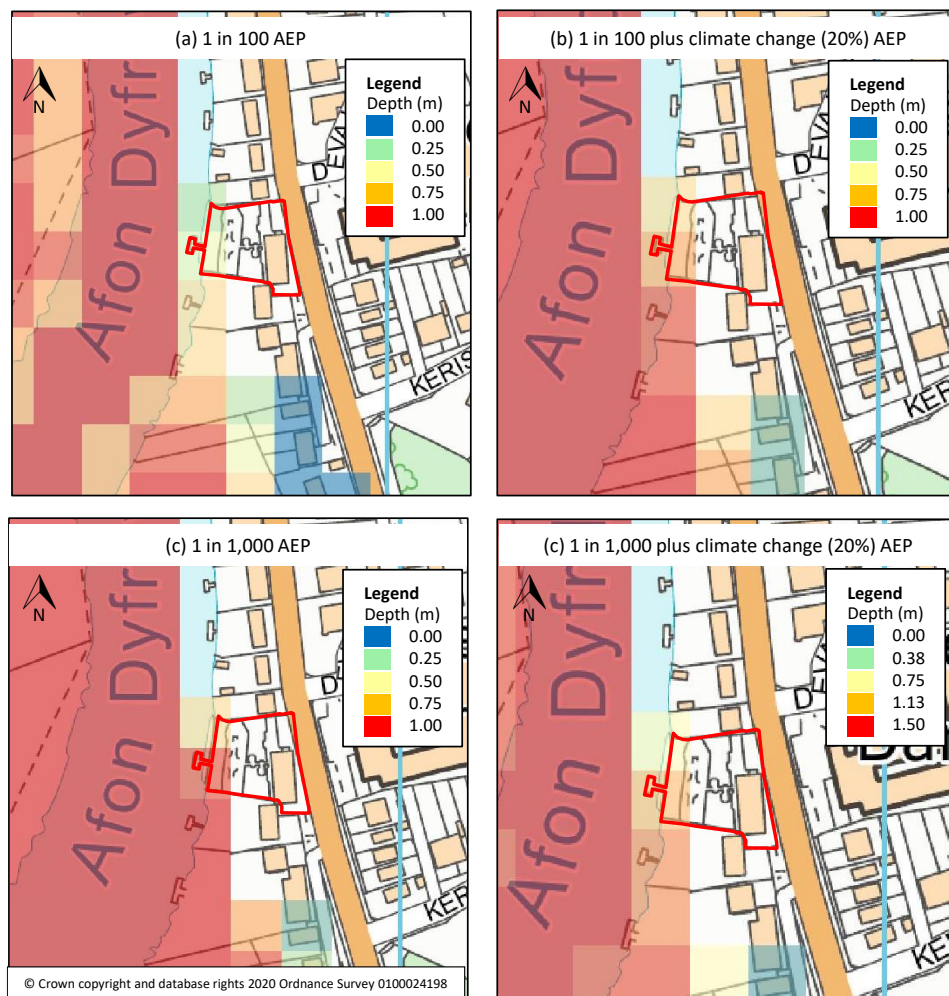 (a) 1 in 100 AEP
N
Legend
Depth (m)
0.00
0.25
0.50
0.75
1.00
Afon Dyfr
DEVA
KERIS
(b) 1 in 100 plus climate change (20%) AEP
N
Legend
Depth (m)
0.00
0.25
0.50
0.75
1.00
Afon Dyfr
DEVA
KER
(c) 1 in 1,000 AEP
N
Legend
Depth (m)
0.00
0.25
0.50
0.75
1.00
Afon Dyfr
KER
© Crown copyright and database rights 2020 Ordnance Survey 0100024198
(c) 1 in 1,000 plus climate change (20%) AEP
N
Legend
Depth (m)
0.00
0.38
0.75
1.13
1.50
Afon Dyfr
DEVA
KE